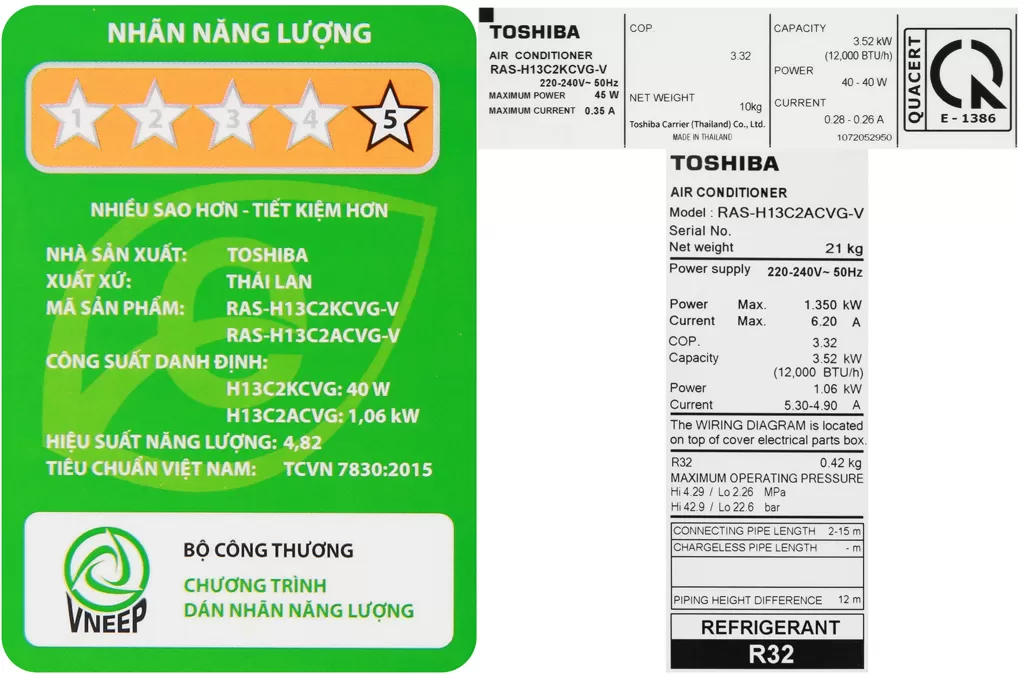 NHÃN NĂNG LƯỢNG
1 2 3 4 5
NHIỀU SAO HƠN - TIẾT KIỆM HƠN
NHÀ SẢN XUẤT: TOSHIBA
XUẤT XỨ: THÁI LAN
MÃ SẢN PHẨM: RAS-H13C2KCVG-V
RAS-H13C2ACVG-V
CÔNG SUẤT DANH ĐỊNH:
H13C2KCVG: 40 W
H13C2ACVG: 1,06 kW
HIỆU SUẤT NĂNG LƯỢNG: 4,82
TIÊU CHUẨN VIỆT NAM: TCVN 7830:2015
VNEEP
BỘ CÔNG THƯƠNG
CHƯƠNG TRÌNH
DÁN NHÃN NĂNG LƯỢNG
TOSHIBA
AIR CONDITIONER
RAS-H13C2KCVG-V
220-240V~ 50Hz
MAXIMUM POWER 45 W
MAXIMUM CURRENT 0.35 A
COP
3.32
NET WEIGHT
10kg
Toshiba Carrier (Thailand) Co., Ltd.
MADE IN THAILAND
CAPACITY
3.52 kW
(12,000 BTU/h)
POWER
40 - 40 W
CURRENT
0.28 - 0.26 A
1072052950
QUACERT
E - 1386
TOSHIBA
AIR CONDITIONER
Model : RAS-H13C2ACVG-V
Serial No.
Net weight 21 kg
Power supply 220-240V~ 50Hz
Power Max. 1.350 kW
Current Max. 6.20 A
COP. 3.32
Capacity 3.52 kW
(12,000 BTU/h)
Power 1.06 kW
Current 5.30-4.90 A
The WIRING DIAGRAM is located
on top of cover electrical parts box.
R32 0.42 kg
MAXIMUM OPERATING PRESSURE
Hi 4.29 / Lo 2.26 MPa
Hi 42.9 / Lo 22.6 bar
CONNECTING PIPE LENGTH 2-15 m
CHARGELESS PIPE LENGTH - m
PIPING HEIGHT DIFFERENCE 12 m
REFRIGERANT
R32